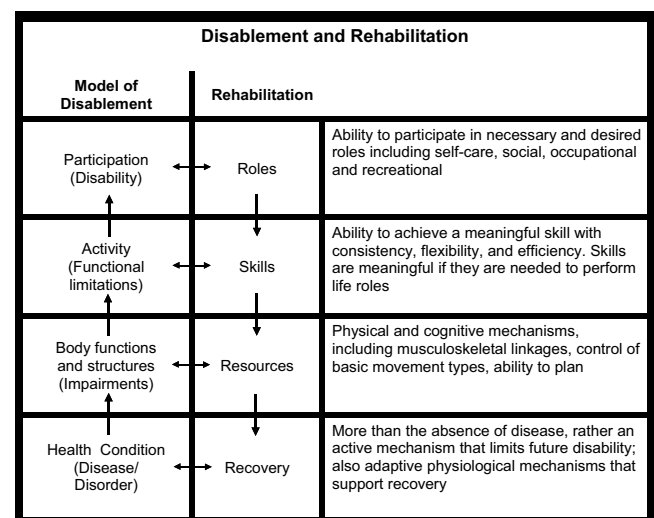 Disablement and Rehabilitation
Model of
Disablement
Rehabilitation
Participation
(Disability)
Roles
Ability to participate in necessary and desired
roles including self-care, social, occupational
and recreational
Activity
(Functional
limitations)
Skills
Ability to achieve a meaningful skill with
consistency, flexibility, and efficiency. Skills
are meaningful if they are needed to perform
life roles
Body functions
and structures
(Impairments)
Resources
Physical and cognitive mechanisms,
including musculoskeletal linkages, control of
basic movement types, ability to plan
Health Condition
(Disease/
Disorder)
Recovery
More than the absence of disease, rather an
active mechanism that limits future disability;
also adaptive physiological mechanisms that
support recovery